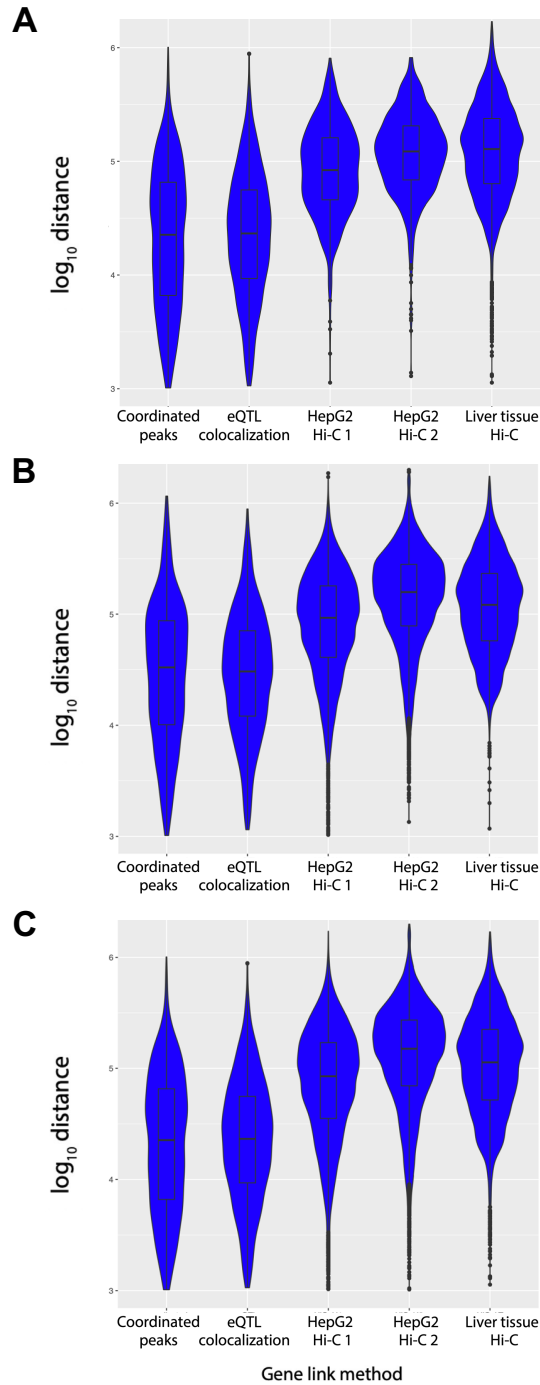 A
6
5
4
3
log10 distance
Coordinated peaks
eQTL colocalization
HepG2 Hi-C 1
HepG2 Hi-C 2
Liver tissue Hi-C
B
6
5
4
3
log10 distance
Coordinated peaks
eQTL colocalization
HepG2 Hi-C 1
HepG2 Hi-C 2
Liver tissue Hi-C
C
6
5
4
3
log10 distance
Coordinated peaks
eQTL colocalization
HepG2 Hi-C 1
HepG2 Hi-C 2
Liver tissue Hi-C
Gene link method